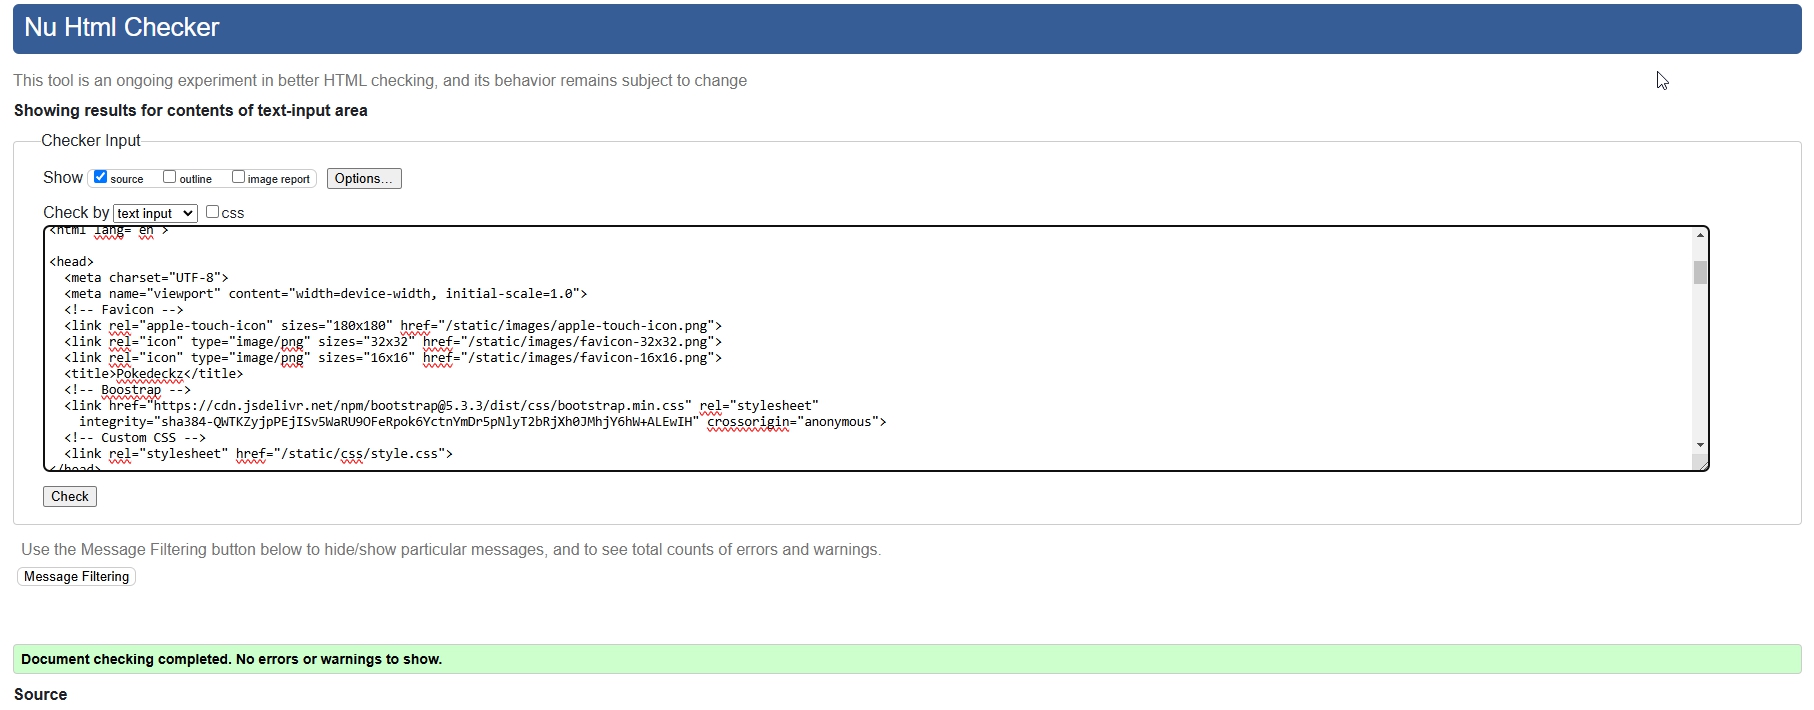 Nu Html Checker
This tool is an ongoing experiment in better HTML checking, and its behavior remains subject to change
Showing results for contents of text-input area
Checker Input
Show source outline image report Options...
Check by text input css
<html lang="en">
<head>
<meta charset="UTF-8">
<meta name="viewport" content="width=device-width, initial-scale=1.0">
<!-- Favicon -->
<link rel="apple-touch-icon" sizes="180x180" href="/static/images/apple-touch-icon.png">
<link rel="icon" type="image/png" sizes="32x32" href="/static/images/favicon-32x32.png">
<link rel="icon" type="image/png" sizes="16x16" href="/static/images/favicon-16x16.png">
<title>Pokedeckz</title>
<!-- Boostrap -->
<link href="https://cdn.jsdelivr.net/npm/bootstrap@5.3.3/dist/css/bootstrap.min.css" rel="stylesheet"
integrity="sha384-QWTKZyjpPEjISv5WaRU9OFeRpok6YctnYmDr5pNlyT2bRjXh0JMhjY6hW+ALEwIH" crossorigin="anonymous">
<!-- Custom CSS -->
<link rel="stylesheet" href="/static/css/style.css">
</head>
Check
Use the Message Filtering button below to hide/show particular messages, and to see total counts of errors and warnings.
Message Filtering
Document checking completed. No errors or warnings to show.
Source